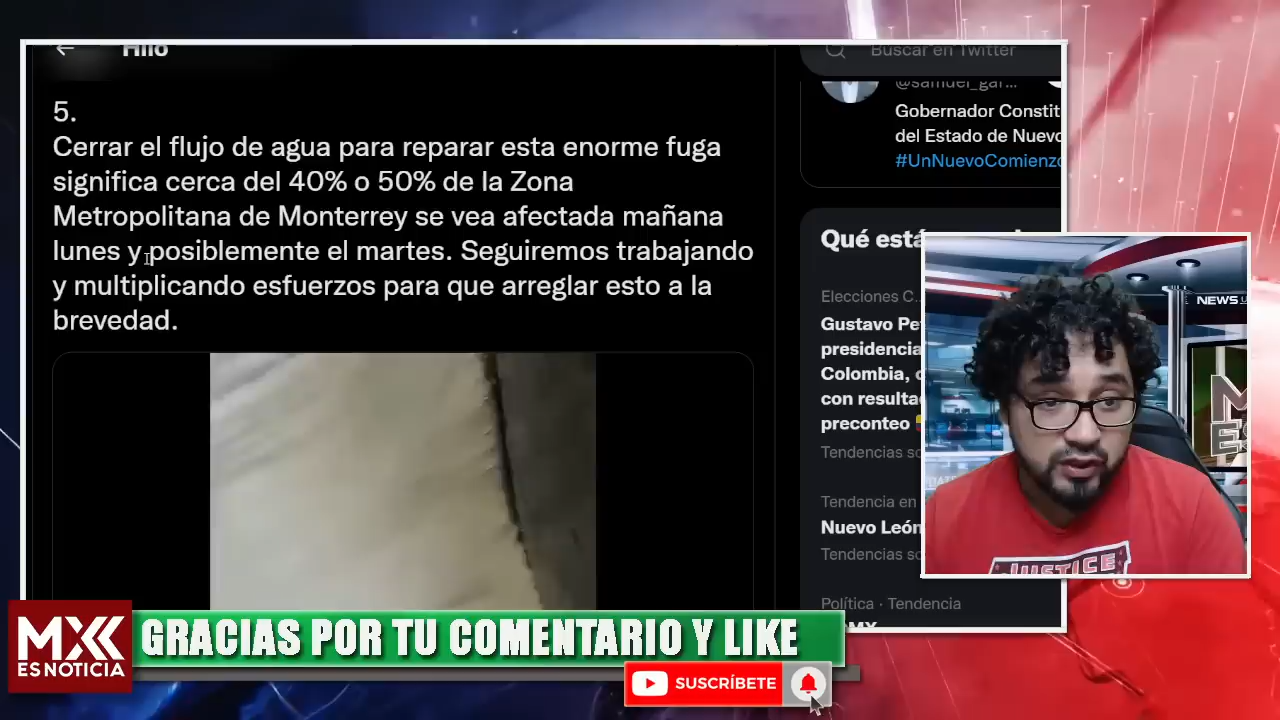 Hilo
Buscar en Twitter
5.
Cerrar el flujo de agua para reparar esta enorme fuga
significa cerca del 40% o 50% de la Zona
Metropolitana de Monterrey se vea afectada mañana
lunes y posiblemente el martes. Seguiremos trabajando
y multiplicando esfuerzos para que arreglar esto a la
brevedad.
@samuel_gar...
Gobernador Constit
del Estado de Nuevo
#UnNuevoComienzo
Qué está
Elecciones C...
Gustavo Pe
presidencia
Colombia,
con resulta
preconteo
Tendencias so
Tendencia en
Nuevo León
Tendencias so
Política · Tendencia
NEWS
JUSTICE
MX
ES NOTICIA
GRACIAS POR TU COMENTARIO Y LIKE
SUSCRÍBETE